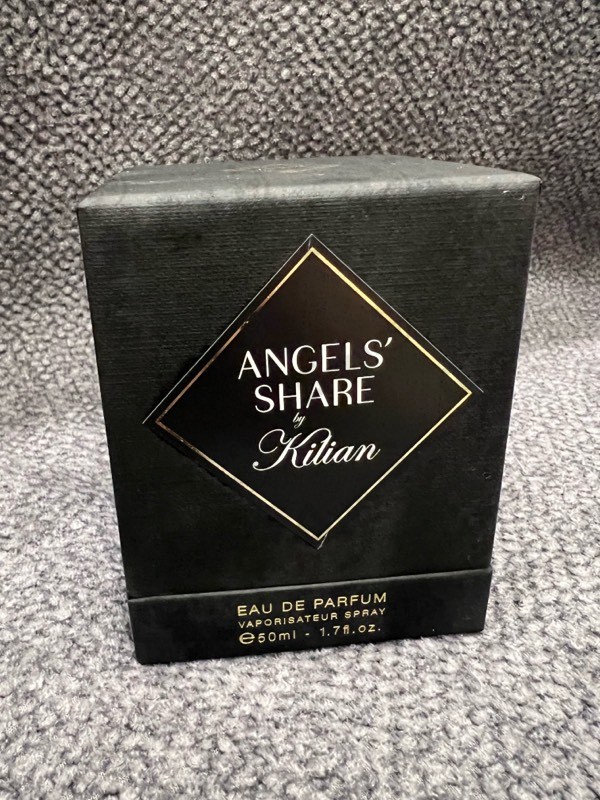 ANGELS’
SHARE
by
Kilian
EAU DE PARFUM
VAPORISATEUR SPRAY
℮50ml - 1.7fl.oz.